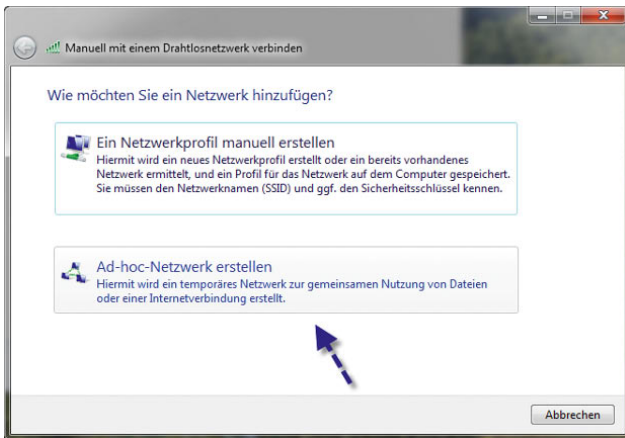 Manuell mit einem Drahtlosnetzwerk verbinden
Wie möchten Sie ein Netzwerk hinzufügen?
Ein Netzwerkprofil manuell erstellen
Hiermit wird ein neues Netzwerkprofil erstellt oder ein bereits vorhandenes
Netzwerk ermittelt, und ein Profil für das Netzwerk auf dem Computer gespeichert.
Sie müssen den Netzwerknamen (SSID) und ggf. den Sicherheitsschlüssel kennen.
Ad-hoc-Netzwerk erstellen
Hiermit wird ein temporäres Netzwerk zur gemeinsamen Nutzung von Dateien
oder einer Internetverbindung erstellt.
Abbrechen